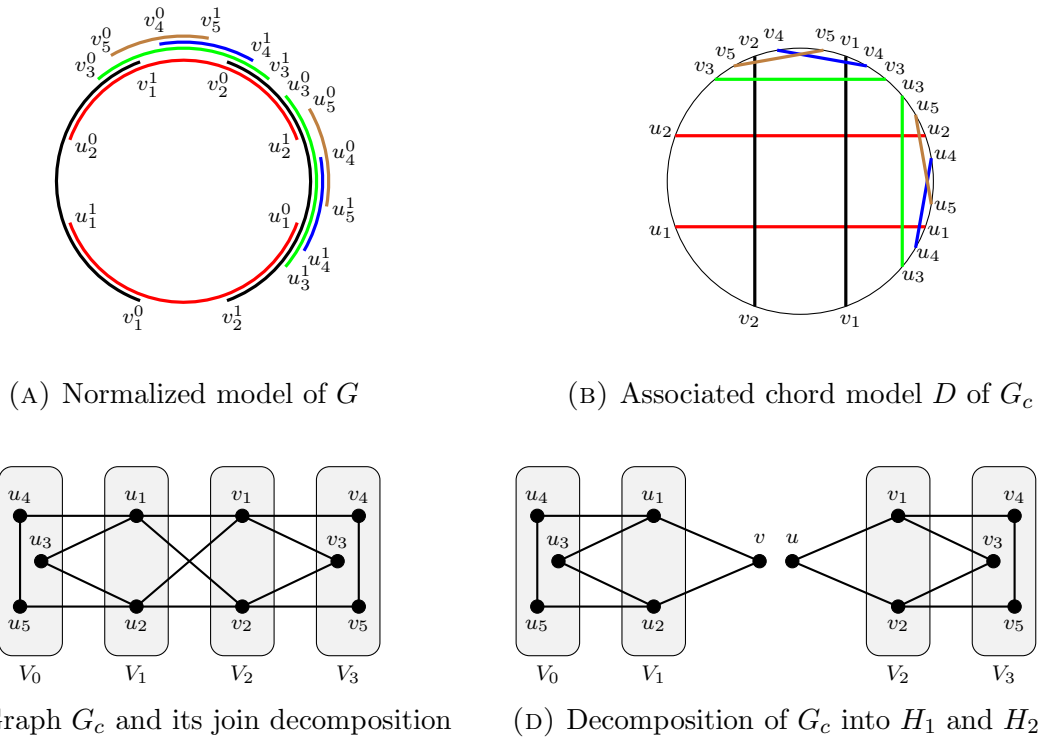 v_4^0 v_5^1
v_5^0 v_4^1
v_3^0 v_3^1
v_1^1 v_2^0 u_3^0
u_5^0
u_2^0 u_2^1 u_4^0
u_1^1 u_1^0 u_5^1
u_4^1
u_3^1
v_1^0 v_2^1
(A) Normalized model of G
v_4 v_2 v_5 v_1
v_5 v_4
v_3 v_3
u_3
u_5
u_2 u_2
u_4
u_5
u_1 u_1
u_4
u_3
v_2 v_1
(B) Associated chord model D of G_c
u_4 u_1 v_1 v_4
u_3 v_3
u_5 u_2 v_2 v_5
V_0 V_1 V_2 V_3
Graph G_c and its join decomposition
u_4 u_1 v_1 v_4
u_3 v u v_3
u_5 u_2 v_2 v_5
V_0 V_1 V_2 V_3
(D) Decomposition of G_c into H_1 and H_2